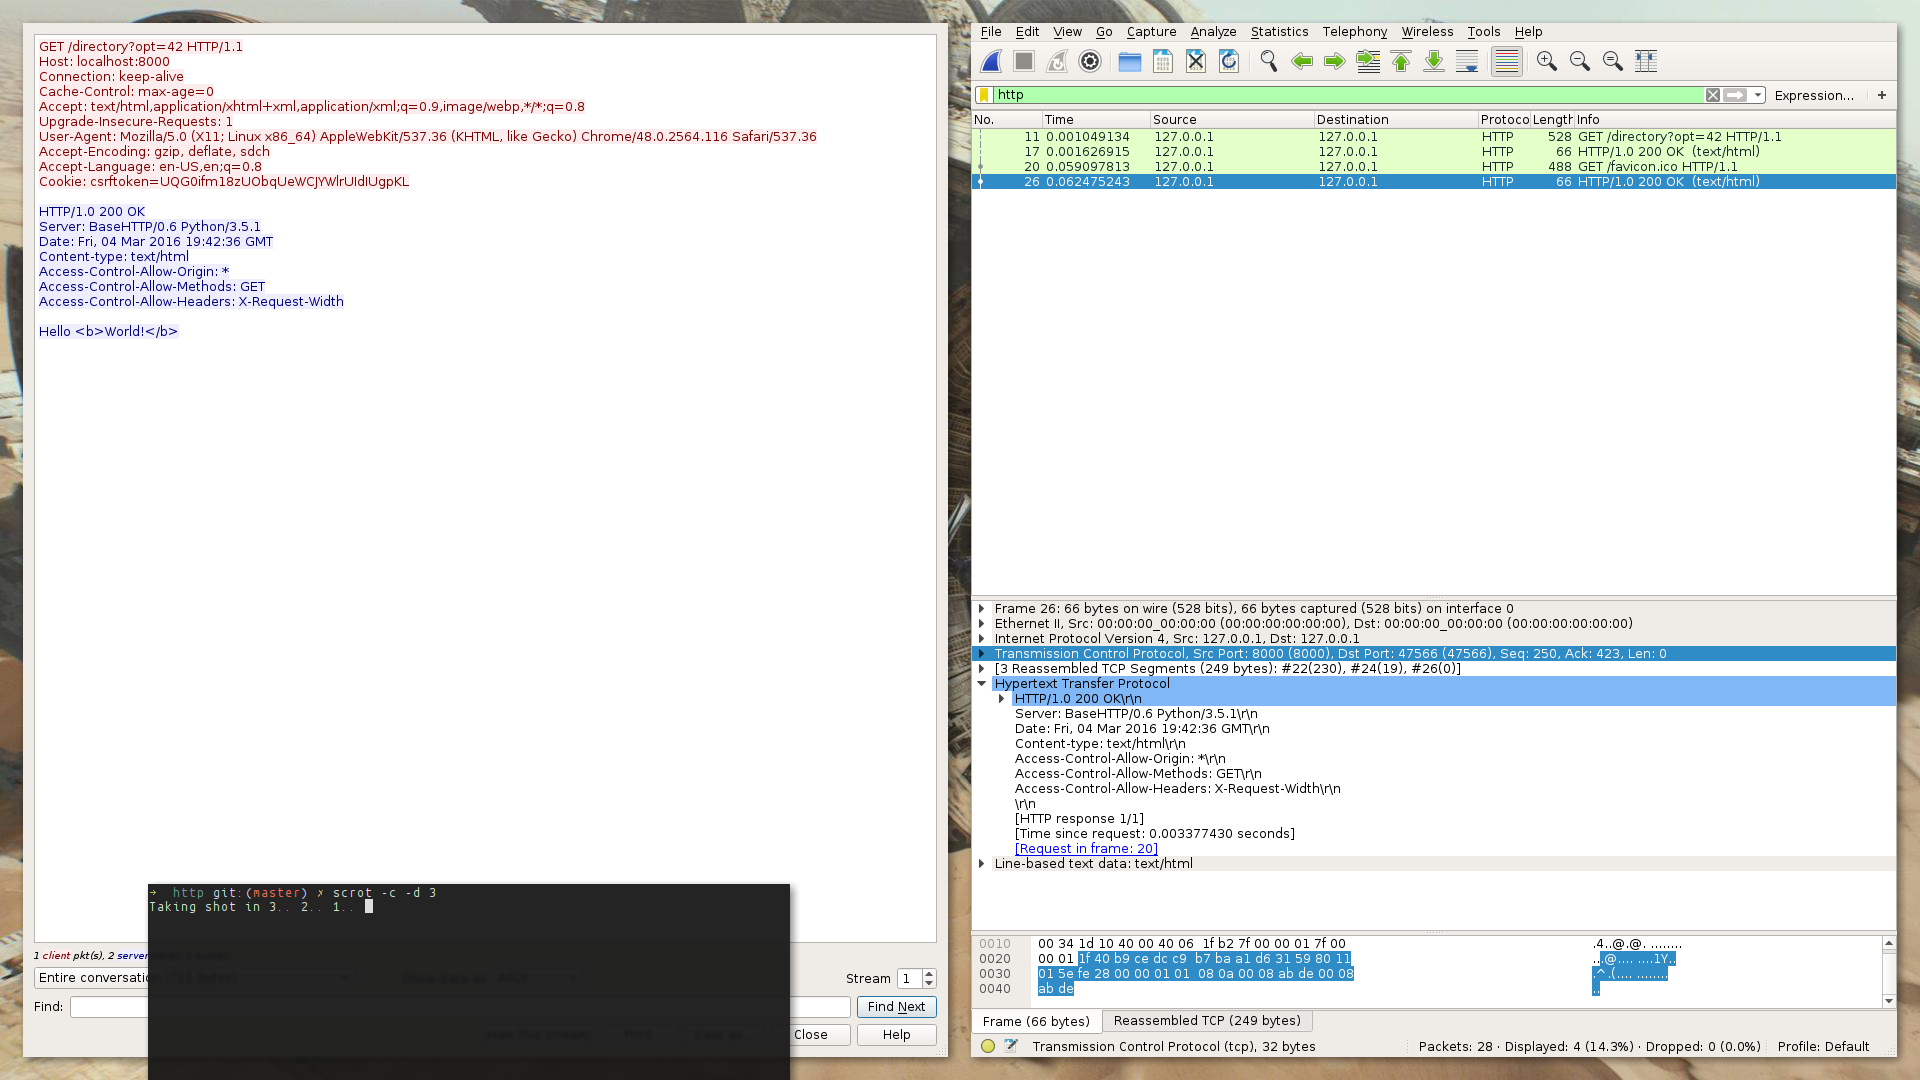 GET /directory?opt=42 HTTP/1.1
Host: localhost:8000
Connection: keep-alive
Cache-Control: max-age=0
Accept: text/html,application/xhtml+xml,application/xml;q=0.9,image/webp,*/*;q=0.8
Upgrade-Insecure-Requests: 1
User-Agent: Mozilla/5.0 (X11; Linux x86_64) AppleWebKit/537.36 (KHTML, like Gecko) Chrome/48.0.2564.116 Safari/537.36
Accept-Encoding: gzip, deflate, sdch
Accept-Language: en-US,en;q=0.8
Cookie: csrftoken=UQG0ifm18zUObqUeWCJYWlrUIdIUgpKL
HTTP/1.0 200 OK
Server: BaseHTTP/0.6 Python/3.5.1
Date: Fri, 04 Mar 2016 19:42:36 GMT
Content-type: text/html
Access-Control-Allow-Origin: *
Access-Control-Allow-Methods: GET
Access-Control-Allow-Headers: X-Request-Width
Hello <b>World!</b>
1 client pkt(s), 2 server
Entire conversatio
Stream 1
Find:
Find Next
Close
Help
➜ http git:(master) ✗ scrot -c -d 3
Taking shot in 3.. 2.. 1..
File Edit View Go Capture Analyze Statistics Telephony Wireless Tools Help
http
Expression... +
No. Time Source Destination Protoco Length Info
11 0.001049134 127.0.0.1 127.0.0.1 HTTP 528 GET /directory?opt=42 HTTP/1.1
17 0.001626915 127.0.0.1 127.0.0.1 HTTP 66 HTTP/1.0 200 OK (text/html)
20 0.059097813 127.0.0.1 127.0.0.1 HTTP 488 GET /favicon.ico HTTP/1.1
26 0.062475243 127.0.0.1 127.0.0.1 HTTP 66 HTTP/1.0 200 OK (text/html)
Frame 26: 66 bytes on wire (528 bits), 66 bytes captured (528 bits) on interface 0
Ethernet II, Src: 00:00:00_00:00:00 (00:00:00:00:00:00), Dst: 00:00:00_00:00:00 (00:00:00:00:00:00)
Internet Protocol Version 4, Src: 127.0.0.1, Dst: 127.0.0.1
Transmission Control Protocol, Src Port: 8000 (8000), Dst Port: 47566 (47566), Seq: 250, Ack: 423, Len: 0
[3 Reassembled TCP Segments (249 bytes): #22(230), #24(19), #26(0)]
Hypertext Transfer Protocol
HTTP/1.0 200 OK\r\n
Server: BaseHTTP/0.6 Python/3.5.1\r\n
Date: Fri, 04 Mar 2016 19:42:36 GMT\r\n
Content-type: text/html\r\n
Access-Control-Allow-Origin: *\r\n
Access-Control-Allow-Methods: GET\r\n
Access-Control-Allow-Headers: X-Request-Width\r\n
\r\n
[HTTP response 1/1]
[Time since request: 0.003377430 seconds]
[Request in frame: 20]
Line-based text data: text/html
0010 00 34 1d 10 40 00 40 06 1f b2 7f 00 00 01 7f 00 .4..@.@. ........
0020 00 01 1f 40 b9 ce dc c9 b7 ba a1 d6 31 59 80 11 ...@.... ....1Y..
0030 01 5e fe 28 00 00 01 01 08 0a 00 08 ab de 00 08 .^.(.... ........
0040 ab de ..
Frame (66 bytes) Reassembled TCP (249 bytes)
Transmission Control Protocol (tcp), 32 bytes
Packets: 28 · Displayed: 4 (14.3%) · Dropped: 0 (0.0%)
Profile: Default